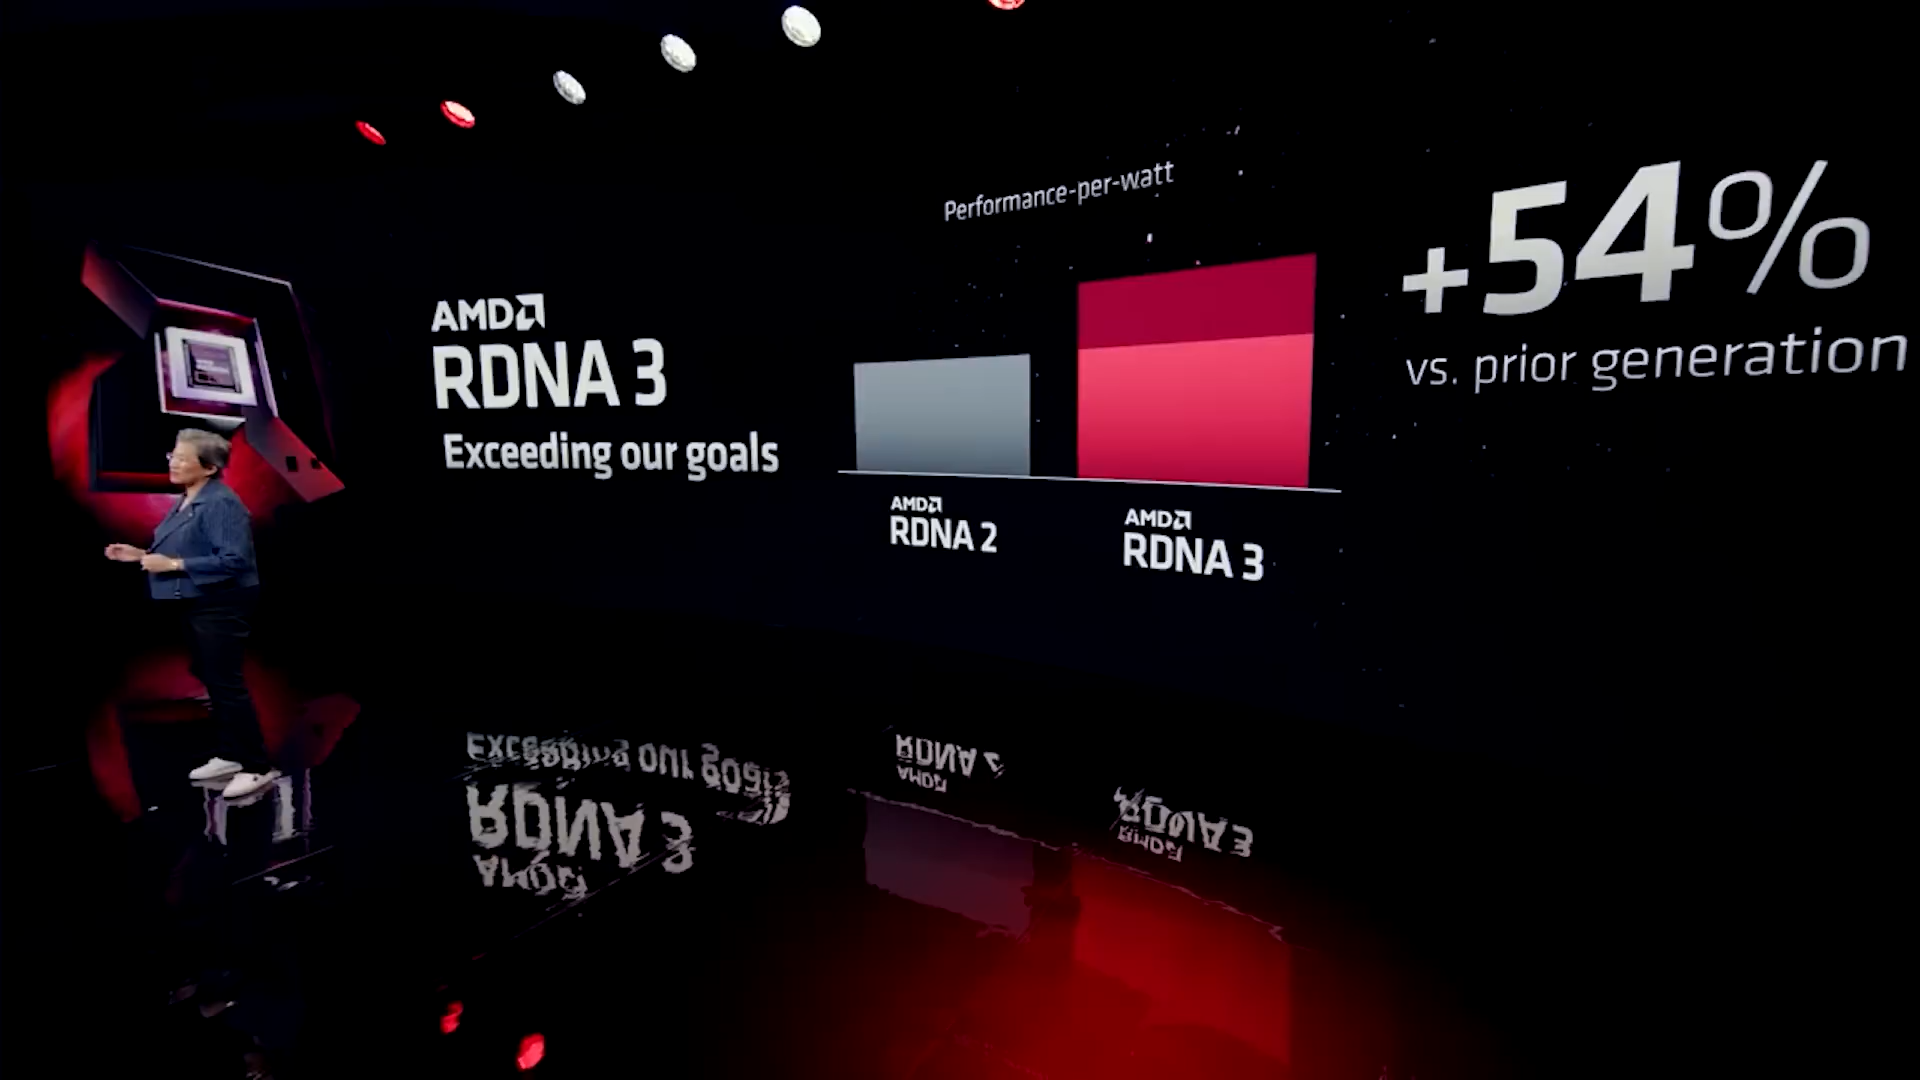 AMD
RDNA 3
Exceeding our goals
Performance-per-watt
AMD
RDNA 2
AMD
RDNA 3
+54%
vs. prior generation